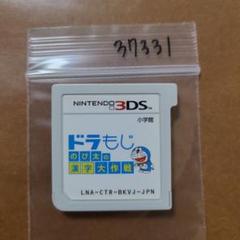 37331
NINTENDO 3DS™
小学館
ドラもじ
のび太の
漢字大作戦
LNA-CTR-BKVJ-JPN